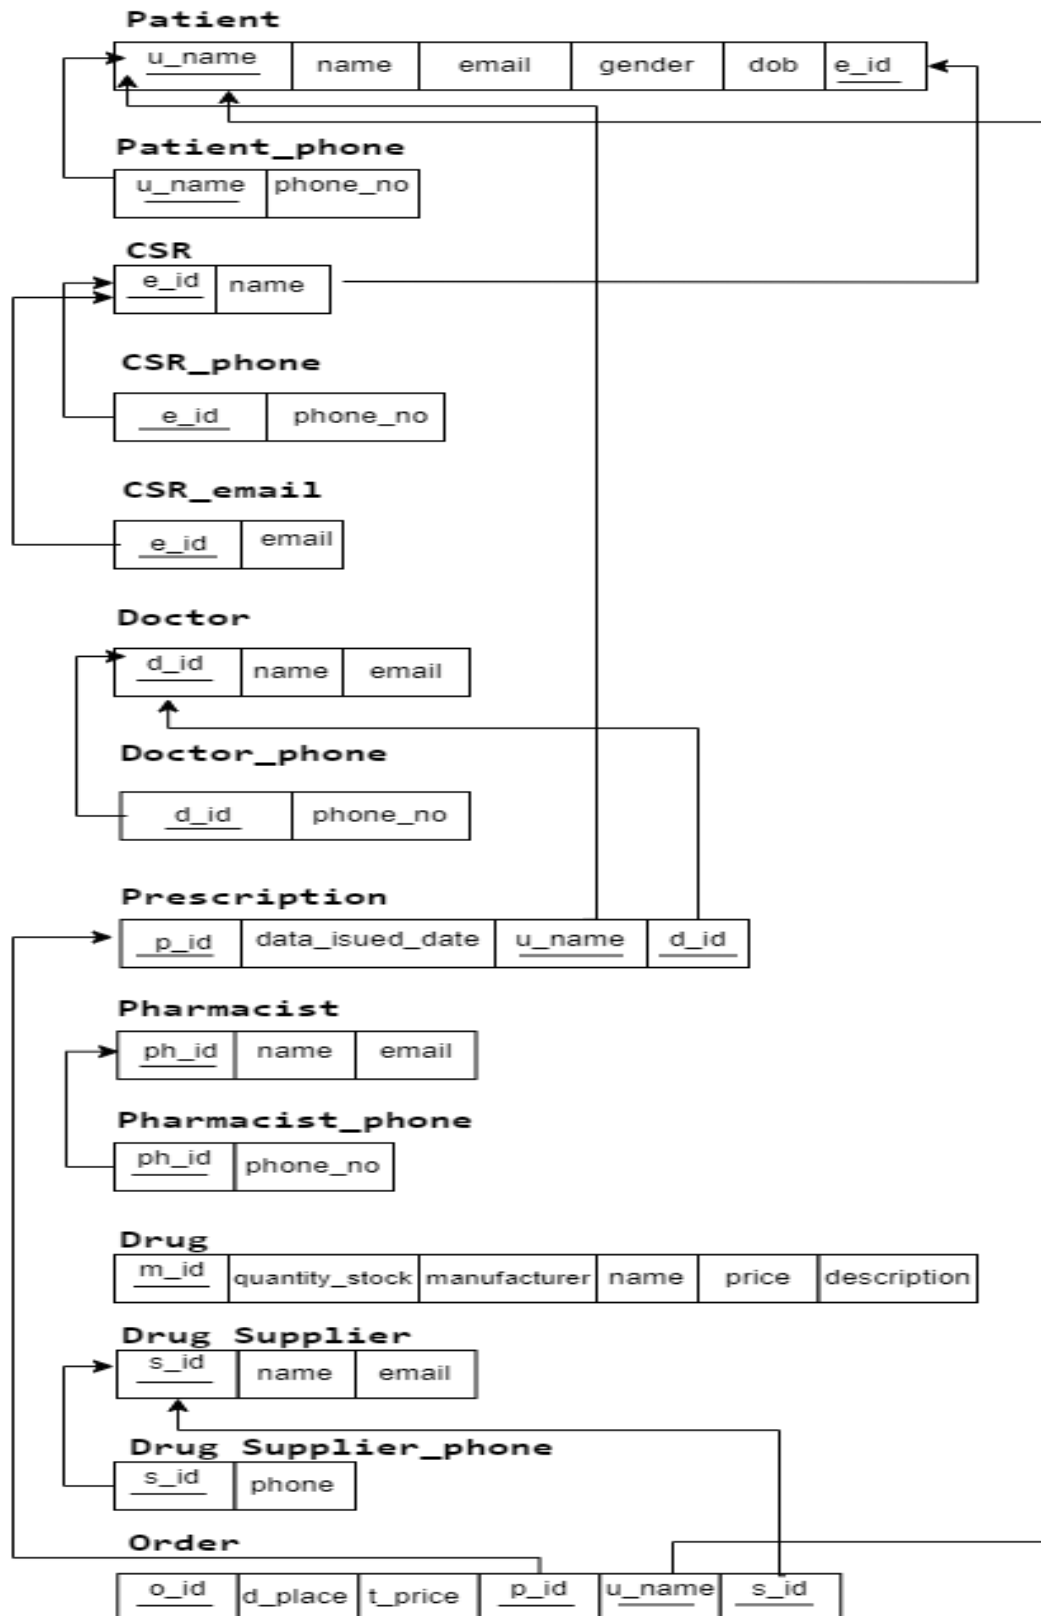 Patient
u_name name email gender dob e_id
Patient_phone
u_name phone_no
CSR
e_id name
CSR_phone
e_id phone_no
CSR_email
e_id email
Doctor
d_id name email
Doctor_phone
d_id phone_no
Prescription
p_id data_isued_date u_name d_id
Pharmacist
ph_id name email
Pharmacist_phone
ph_id phone_no
Drug
m_id quantity_stock manufacturer name price description
Drug Supplier
s_id name email
Drug Supplier_phone
s_id phone
Order
o_id d_place t_price p_id u_name s_id